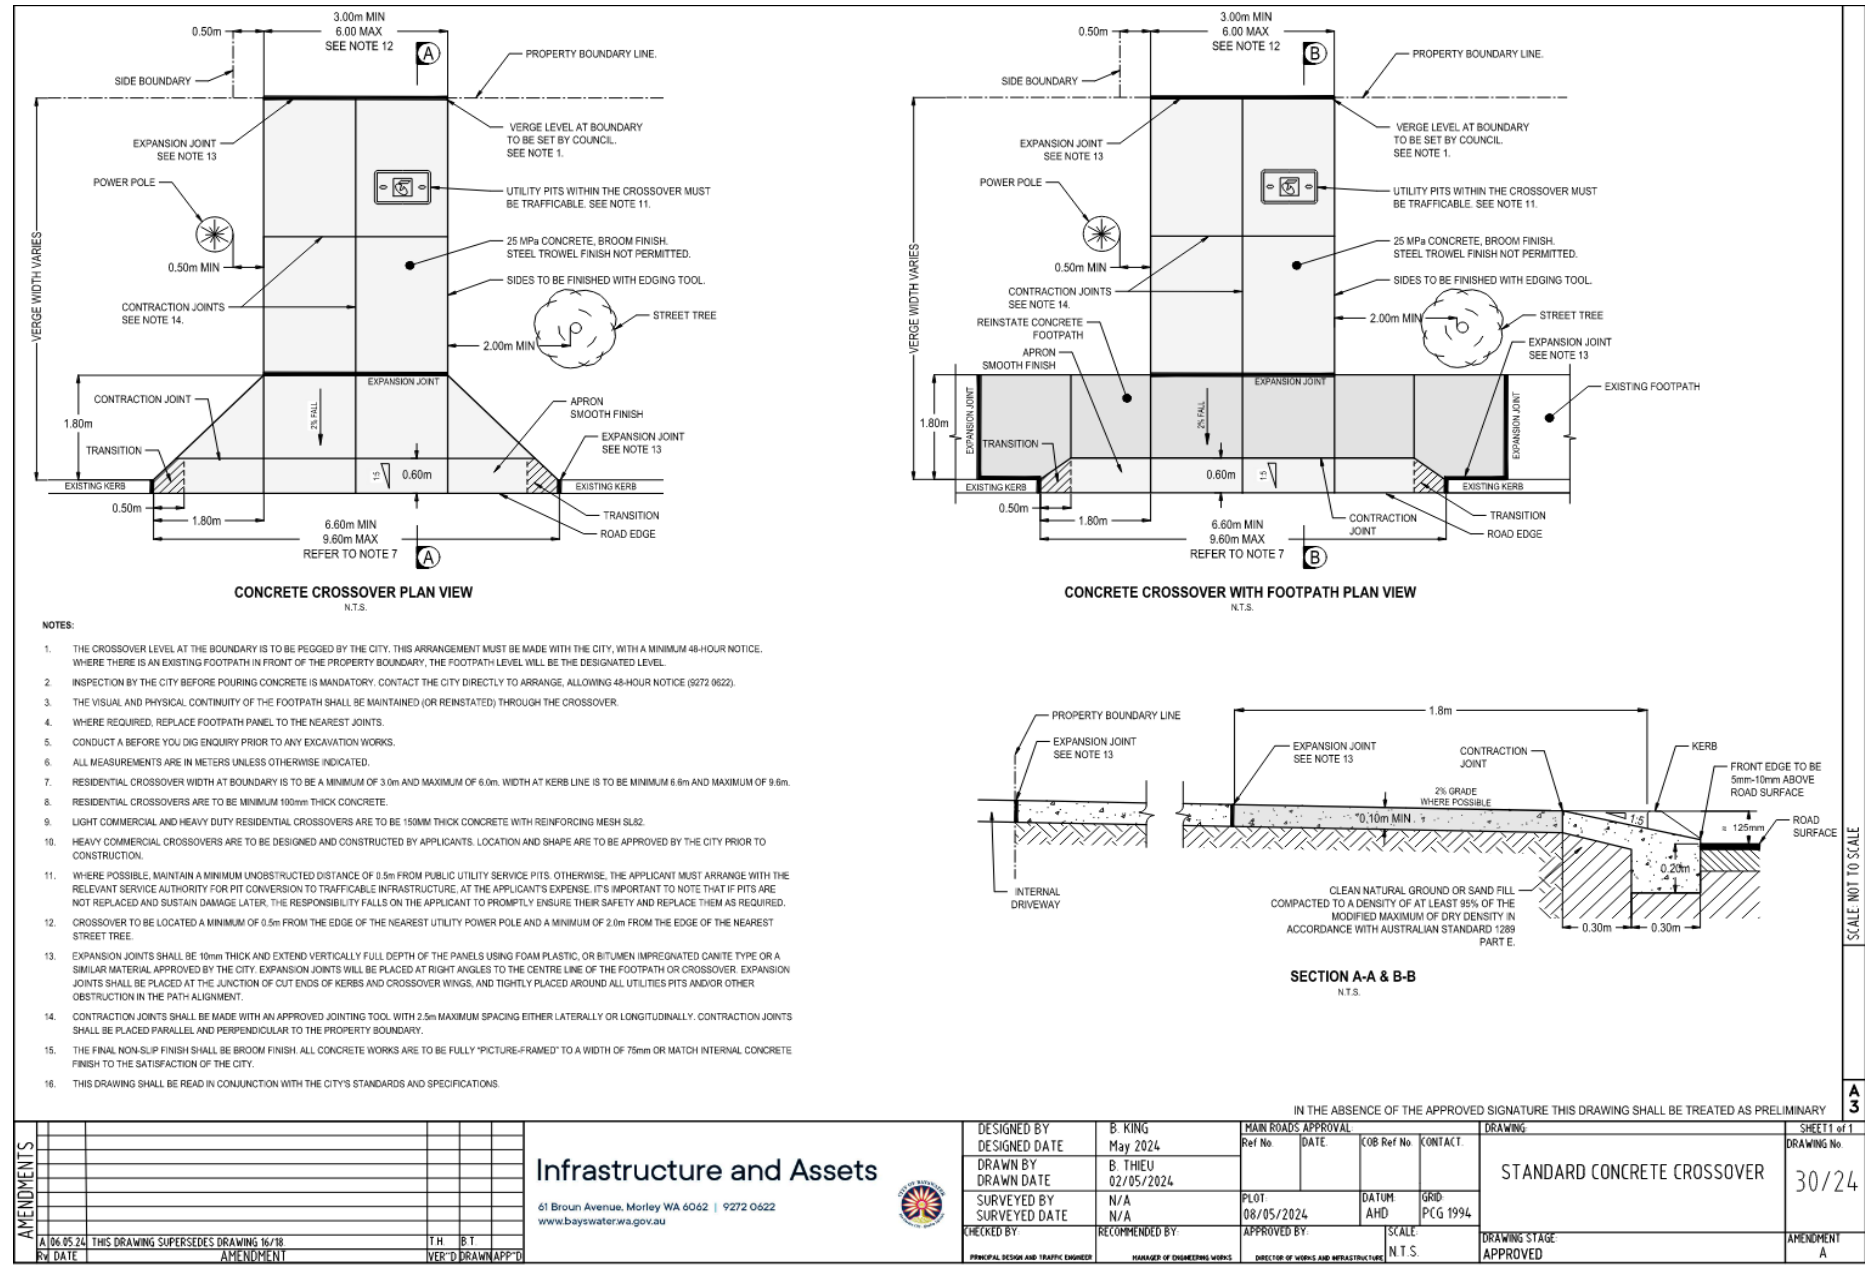 3.00m MIN
6.00 MAX
SEE NOTE 12
0.50m
A
PROPERTY BOUNDARY LINE.
SIDE BOUNDARY
EXPANSION JOINT
SEE NOTE 13
VERGE LEVEL AT BOUNDARY
TO BE SET BY COUNCIL.
SEE NOTE 1.
POWER POLE
UTILITY PITS WITHIN THE CROSSOVER MUST
BE TRAFFICABLE. SEE NOTE 11.
VERGE WIDTH VARIES
25 MPa CONCRETE, BROOM FINISH.
STEEL TROWEL FINISH NOT PERMITTED.
0.50m MIN
SIDES TO BE FINISHED WITH EDGING TOOL.
CONTRACTION JOINTS
SEE NOTE 14.
STREET TREE
2.00m MIN
EXPANSION JOINT
CONTRACTION JOINT
APRON
SMOOTH FINISH
1.80m
2% FALL
EXPANSION JOINT
SEE NOTE 13
TRANSITION
1:5
0.60m
EXISTING KERB
EXISTING KERB
0.50m
1.80m
TRANSITION
6.60m MIN
9.60m MAX
REFER TO NOTE 7
ROAD EDGE
A
CONCRETE CROSSOVER PLAN VIEW
N.T.S.
3.00m MIN
6.00 MAX
SEE NOTE 12
0.50m
B
PROPERTY BOUNDARY LINE.
SIDE BOUNDARY
EXPANSION JOINT
SEE NOTE 13
VERGE LEVEL AT BOUNDARY
TO BE SET BY COUNCIL.
SEE NOTE 1.
POWER POLE
UTILITY PITS WITHIN THE CROSSOVER MUST
BE TRAFFICABLE. SEE NOTE 11.
VERGE WIDTH VARIES
25 MPa CONCRETE, BROOM FINISH.
STEEL TROWEL FINISH NOT PERMITTED.
0.50m MIN
SIDES TO BE FINISHED WITH EDGING TOOL.
CONTRACTION JOINTS
SEE NOTE 14.
REINSTATE CONCRETE
FOOTPATH
2.00m MIN
STREET TREE
APRON
SMOOTH FINISH
EXPANSION JOINT
SEE NOTE 13
EXPANSION JOINT
EXISTING FOOTPATH
1.80m
EXPANSION JOINT
2% FALL
EXPANSION JOINT
TRANSITION
0.60m
1:5
EXISTING KERB
EXISTING KERB
0.50m
1.80m
CONTRACTION
JOINT
TRANSITION
6.60m MIN
9.60m MAX
REFER TO NOTE 7
ROAD EDGE
B
CONCRETE CROSSOVER WITH FOOTPATH PLAN VIEW
N.T.S.
NOTES:
1. THE CROSSOVER LEVEL AT THE BOUNDARY IS TO BE PEGGED BY THE CITY. THIS ARRANGEMENT MUST BE MADE WITH THE CITY, WITH A MINIMUM 48-HOUR NOTICE.
WHERE THERE IS AN EXISTING FOOTPATH IN FRONT OF THE PROPERTY BOUNDARY, THE FOOTPATH LEVEL WILL BE THE DESIGNATED LEVEL.
2. INSPECTION BY THE CITY BEFORE POURING CONCRETE IS MANDATORY. CONTACT THE CITY DIRECTLY TO ARRANGE, ALLOWING 48-HOUR NOTICE (9272 0622).
3. THE VISUAL AND PHYSICAL CONTINUITY OF THE FOOTPATH SHALL BE MAINTAINED (OR REINSTATED) THROUGH THE CROSSOVER.
4. WHERE REQUIRED, REPLACE FOOTPATH PANEL TO THE NEAREST JOINTS.
5. CONDUCT A BEFORE YOU DIG ENQUIRY PRIOR TO ANY EXCAVATION WORKS.
6. ALL MEASUREMENTS ARE IN METERS UNLESS OTHERWISE INDICATED.
7. RESIDENTIAL CROSSOVER WIDTH AT BOUNDARY IS TO BE A MINIMUM OF 3.0m AND MAXIMUM OF 6.0m. WIDTH AT KERB LINE IS TO BE MINIMUM 6.6m AND MAXIMUM OF 9.6m.
8. RESIDENTIAL CROSSOVERS ARE TO BE MINIMUM 100mm THICK CONCRETE.
9. LIGHT COMMERCIAL AND HEAVY DUTY RESIDENTIAL CROSSOVERS ARE TO BE 150MM THICK CONCRETE WITH REINFORCING MESH SL82.
10. HEAVY COMMERCIAL CROSSOVERS ARE TO BE DESIGNED AND CONSTRUCTED BY APPLICANTS. LOCATION AND SHAPE ARE TO BE APPROVED BY THE CITY PRIOR TO
CONSTRUCTION.
11. WHERE POSSIBLE, MAINTAIN A MINIMUM UNOBSTRUCTED DISTANCE OF 0.5m FROM PUBLIC UTILITY SERVICE PITS. OTHERWISE, THE APPLICANT MUST ARRANGE WITH THE
RELEVANT SERVICE AUTHORITY FOR PIT CONVERSION TO TRAFFICABLE INFRASTRUCTURE, AT THE APPLICANT'S EXPENSE. IT'S IMPORTANT TO NOTE THAT IF PITS ARE
NOT REPLACED AND SUSTAIN DAMAGE LATER, THE RESPONSIBILITY FALLS ON THE APPLICANT TO PROMPTLY ENSURE THEIR SAFETY AND REPLACE THEM AS REQUIRED.
12. CROSSOVER TO BE LOCATED A MINIMUM OF 0.5m FROM THE EDGE OF THE NEAREST UTILITY POWER POLE AND A MINIMUM OF 2.0m FROM THE EDGE OF THE NEAREST
STREET TREE.
13. EXPANSION JOINTS SHALL BE 10mm THICK AND EXTEND VERTICALLY FULL DEPTH OF THE PANELS USING FOAM PLASTIC, OR BITUMEN IMPREGNATED CANITE TYPE OR A
SIMILAR MATERIAL APPROVED BY THE CITY. EXPANSION JOINTS WILL BE PLACED AT RIGHT ANGLES TO THE CENTRE LINE OF THE FOOTPATH OR CROSSOVER. EXPANSION
JOINTS SHALL BE PLACED AT THE JUNCTION OF CUT ENDS OF KERBS AND CROSSOVER WINGS, AND TIGHTLY PLACED AROUND ALL UTILITIES PITS AND/OR OTHER
OBSTRUCTION IN THE PATH ALIGNMENT.
14. CONTRACTION JOINTS SHALL BE MADE WITH AN APPROVED JOINTING TOOL WITH 2.5m MAXIMUM SPACING EITHER LATERALLY OR LONGITUDINALLY. CONTRACTION JOINTS
SHALL BE PLACED PARALLEL AND PERPENDICULAR TO THE PROPERTY BOUNDARY.
15. THE FINAL NON-SLIP FINISH SHALL BE BROOM FINISH. ALL CONCRETE WORKS ARE TO BE FULLY "PICTURE-FRAMED" TO A WIDTH OF 75mm OR MATCH INTERNAL CONCRETE
FINISH TO THE SATISFACTION OF THE CITY.
16. THIS DRAWING SHALL BE READ IN CONJUNCTION WITH THE CITY'S STANDARDS AND SPECIFICATIONS.
1.8m
PROPERTY BOUNDARY LINE
EXPANSION JOINT
SEE NOTE 13
EXPANSION JOINT
SEE NOTE 13
CONTRACTION
JOINT
KERB
FRONT EDGE TO BE
5mm-10mm ABOVE
ROAD SURFACE
2% GRADE
WHERE POSSIBLE
0.10m MIN
1:5
≈ 125mm
ROAD
SURFACE
0.20m
INTERNAL
DRIVEWAY
CLEAN NATURAL GROUND OR SAND FILL
COMPACTED TO A DENSITY OF AT LEAST 95% OF THE
MODIFIED MAXIMUM OF DRY DENSITY IN
ACCORDANCE WITH AUSTRALIAN STANDARD 1289
PART E.
0.30m
0.30m
SECTION A-A & B-B
N.T.S.
SCALE: NOT TO SCALE
A3
IN THE ABSENCE OF THE APPROVED SIGNATURE THIS DRAWING SHALL BE TREATED AS PRELIMINARY
AMENDMENTS
A 06.05.24 THIS DRAWING SUPERSEDES DRAWING 16/18. T.H. B.T.
Rv DATE AMENDMENT VER''D DRAWN APP''D
Infrastructure and Assets
61 Broun Avenue, Morley WA 6062 | 9272 0622
www.bayswater.wa.gov.au
CITY OF BAYSWATER
DESIGNED BY B. KING
DESIGNED DATE May 2024
DRAWN BY B. THIEU
DRAWN DATE 02/05/2024
SURVEYED BY N/A
SURVEYED DATE N/A
CHECKED BY:
PRINCIPAL DESIGN AND TRAFFIC ENGINEER
RECOMMENDED BY:
MANAGER OF ENGINEERING WORKS
MAIN ROADS APPROVAL:
Ref No. DATE. COB Ref No. CONTACT.
PLOT: 08/05/2024
DATUM: AHD
GRID: PCG 1994
APPROVED BY:
DIRECTOR OF WORKS AND INFRASTRUCTURE
SCALE: N.T.S.
DRAWING:
STANDARD CONCRETE CROSSOVER
DRAWING STAGE:
APPROVED
SHEET 1 of 1
DRAWING No.
30/24
AMENDMENT
A